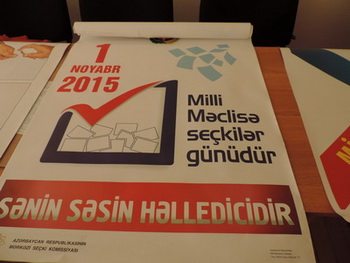 1
NOYABR
2015
Milli
Məclisə
seçkilər
günüdür
SƏNİN SƏSİN HƏLLEDİCİDİR
AZƏRBAYCAN RESPUBLİKASININ
MƏRKƏZİ SEÇKİ KOMİSSİYASI